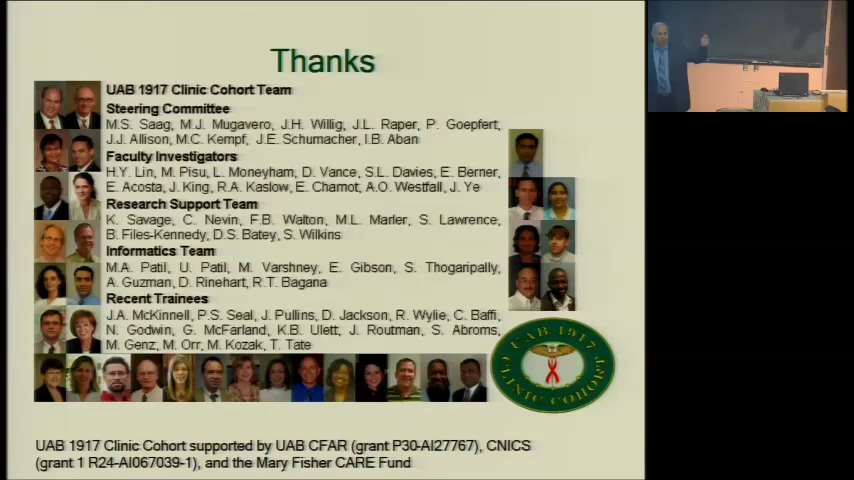 Thanks
UAB 1917 Clinic Cohort Team
Steering Committee
M.S. Saag, M.J. Mugavero, J.H. Willig, J.L. Raper, P. Goepfert,
J.J. Allison, M.C. Kempf, J.E. Schumacher, I.B. Aban
Faculty Investigators
H.Y. Lin, M. Pisu, L. Moneyham, D. Vance, S.L. Davies, E. Berner,
E. Acosta, J. King, R.A. Kaslow, E. Chamot, A.O. Westfall, J. Ye
Research Support Team
K. Savage, C. Nevin, F.B. Walton, M.L. Marler, S. Lawrence,
B. Files-Kennedy, D.S. Batey, S. Wilkins
Informatics Team
M.A. Patil, U. Patil, M. Varshney, E. Gibson, S. Thogaripally,
A. Guzman, D. Rinehart, R.T. Bagana
Recent Trainees
J.A. McKinnell, P.S. Seal, J. Pullins, D. Jackson, R. Wylie, C. Baffi,
N. Godwin, G. McFarland, K.B. Ulett, J. Routman, S. Abroms,
M. Genz, M. Orr, M. Kozak, T. Tate
UAB 1917
CLINIC COHORT
UAB 1917 Clinic Cohort supported by UAB CFAR (grant P30-AI27767), CNICS
(grant 1 R24-AI067039-1), and the Mary Fisher CARE Fund